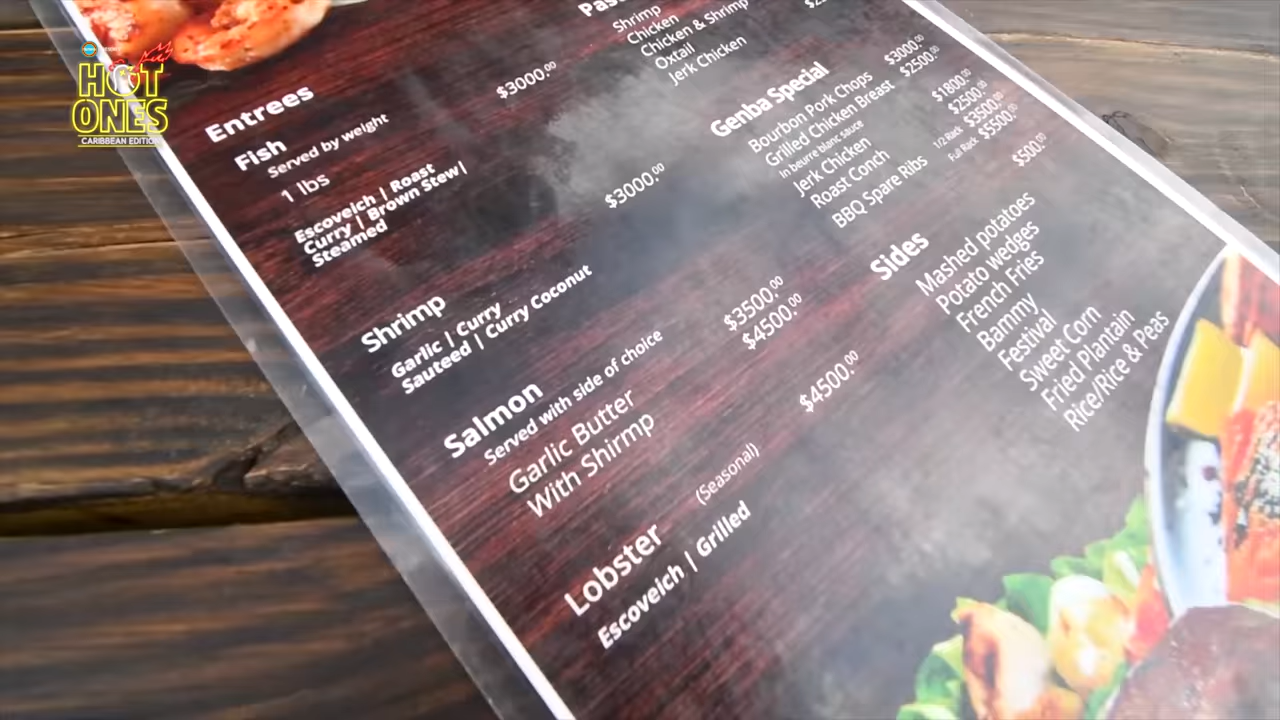 HOT
ONES
CARIBBEAN EDITION
Entrees
Fish
Served by weight
1 lbs $3000.00
Escoveich | Roast
Curry | Brown Stew|
Steamed
Shrimp $3000.00
Garlic | Curry
Sauteed | Curry Coconut
Salmon
Served with side of choice
Garlic Butter $3500.00
With Shirmp $4500.00
Lobster (Seasonal) $4500.00
Escoveich | Grilled
Shrimp
Chicken
Chicken & Shrimp
Oxtail
Jerk Chicken
Genba Special
Bourbon Pork Chops $3000.00
Grilled Chicken Breast $2500.00
In beurre blanc sauce
Jerk Chicken $1800.00
Roast Conch $2500.00
BBQ Spare Ribs 1/2 Rack $3500.00
Full Rack $5500.00
Sides $500.00
Mashed potatoes
Potato wedges
French Fries
Bammy
Festival
Sweet Corn
Fried Plantain
Rice/Rice & Peas